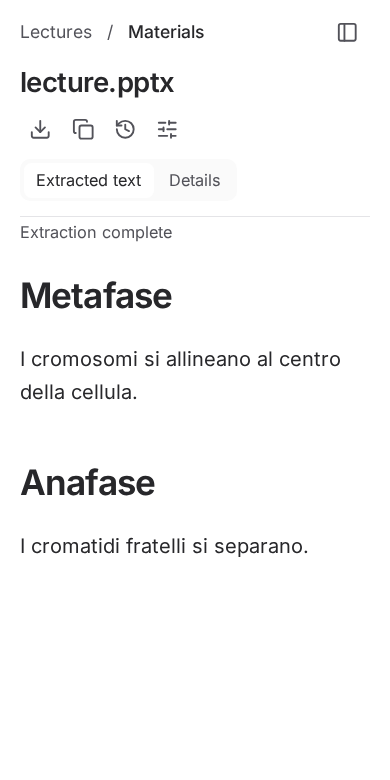 Lectures / Materials
lecture.pptx
Extracted text Details
Extraction complete
Metafase
I cromosomi si allineano al centro
della cellula.
Anafase
I cromatidi fratelli si separano.